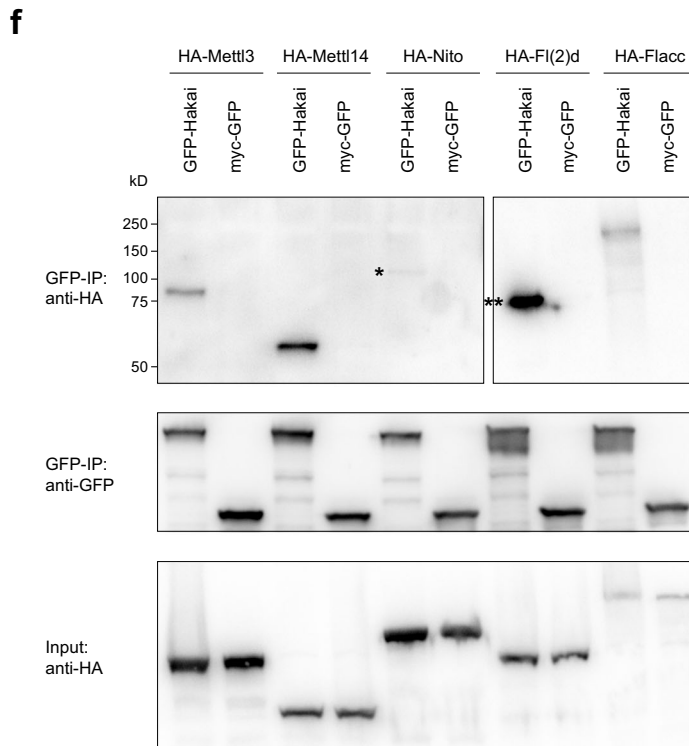 f
HA-Mettl3 HA-Mettl14 HA-Nito HA-Fl(2)d HA-Flacc
GFP-Hakai myc-GFP GFP-Hakai myc-GFP GFP-Hakai myc-GFP GFP-Hakai myc-GFP GFP-Hakai myc-GFP
kD
250
150
100
75
50
GFP-IP:
anti-HA
*
**
GFP-IP:
anti-GFP
Input:
anti-HA